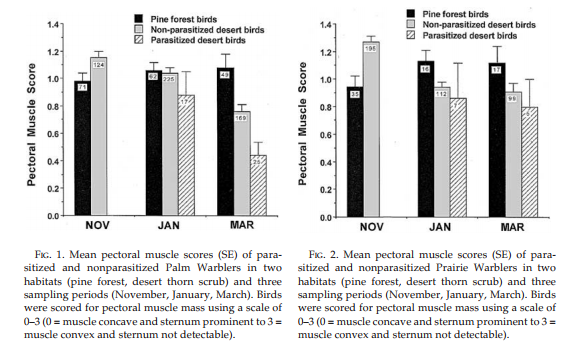 Pectoral Muscle Score
1.4
1.2
1.0
0.8
0.6
0.4
0.2
0.0
Pine forest birds
Non-parasitized desert birds
Parasitized desert birds
71
124
225
17
49
169
25
NOV JAN MAR
FIG. 1. Mean pectoral muscle scores (SE) of para-
sitized and nonparasitized Palm Warblers in two
habitats (pine forest, desert thorn scrub) and three
sampling periods (November, January, March). Birds
were scored for pectoral muscle mass using a scale of
0–3 (0 = muscle concave and sternum prominent to 3 =
muscle convex and sternum not detectable).
Pectoral Muscle Score
1.4
1.2
1.0
0.8
0.6
0.4
0.2
0.0
Pine forest birds
Non-parasitized desert birds
Parasitized desert birds
35
195
16
112
7
17
99
NOV JAN MAR
FIG. 2. Mean pectoral muscle scores (SE) of para-
sitized and nonparasitized Prairie Warblers in two
habitats (pine forest, desert thorn scrub) and three
sampling periods (November, January, March). Birds
were scored for pectoral muscle mass using a scale of
0–3 (0 = muscle concave and sternum prominent to 3 =
muscle convex and sternum not detectable).